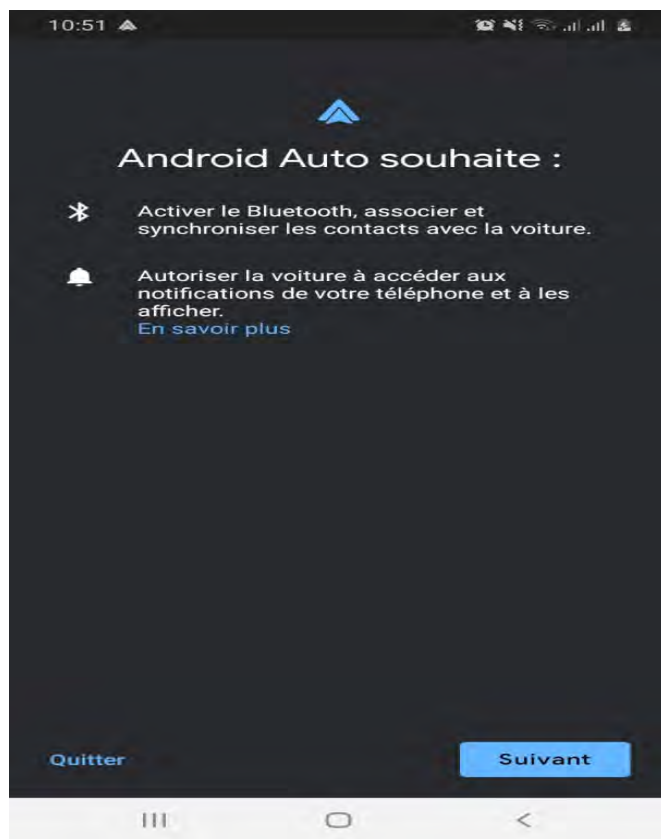 10:51
Android Auto souhaite :
Activer le Bluetooth, associer et
synchroniser les contacts avec la voiture.
Autoriser la voiture à accéder aux
notifications de votre téléphone et à les
afficher.
En savoir plus
Quitter
Suivant